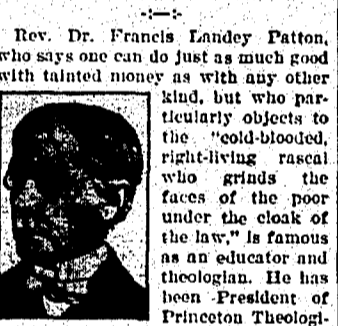 Rev. Dr. Francis Landey Patton,
who says one can do just as much good
with tainted money as with any other
kind, but who par-
ticularly objects to
the "cold-blooded,
right-living rascal
who grinds the
faces of the poor
under the cloak of
the law," is famous
as an educator and
theologian. He has
been President of
Princeton Theologi-